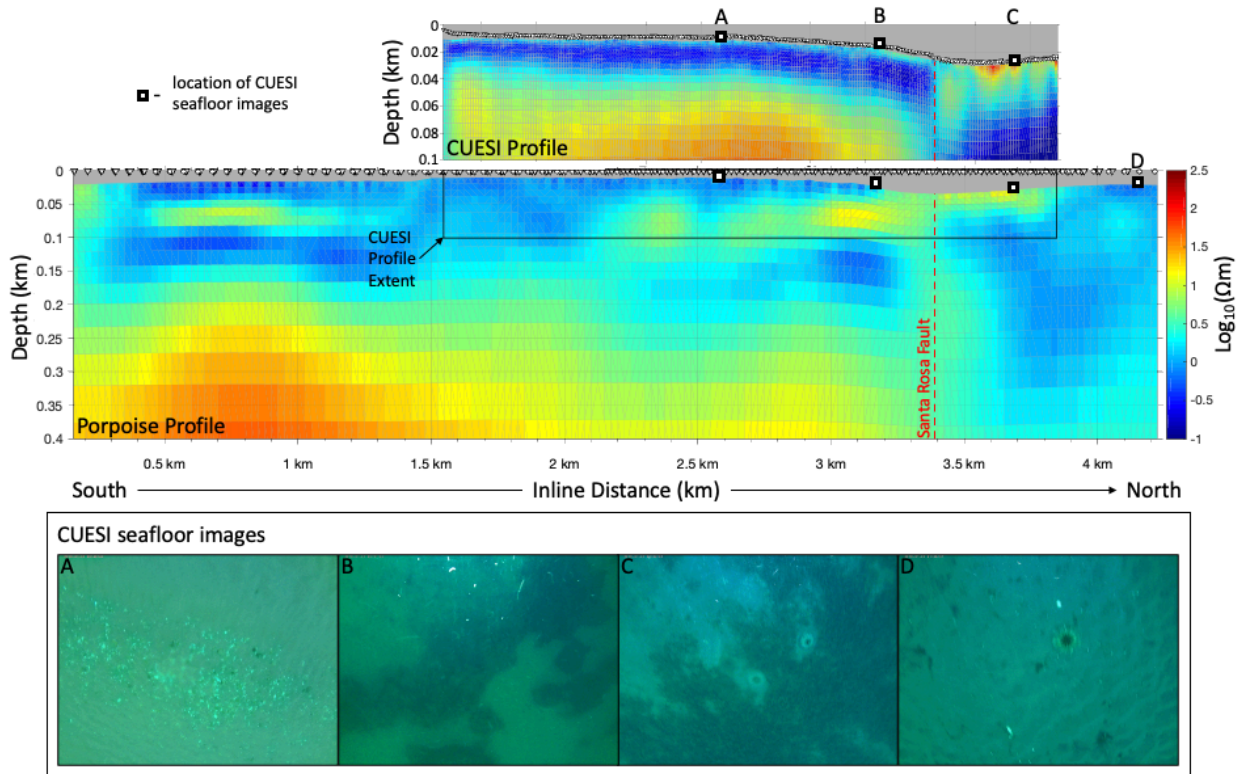 A
B
C
0
0.02
0.04
0.06
0.08
0.1
Depth (km)
CUESI Profile
- location of CUESI
seafloor images
D
0
0.05
0.1
0.15
0.2
0.25
0.3
0.35
0.4
Depth (km)
CUESI
Profile
Extent
Santa Rosa Fault
Porpoise Profile
2.5
2
1.5
1
0.5
0
-0.5
-1
Log10(Ωm)
0.5 km
1 km
1.5 km
2 km
2.5 km
3 km
3.5 km
4 km
South
Inline Distance (km)
North
CUESI seafloor images
A
B
C
D